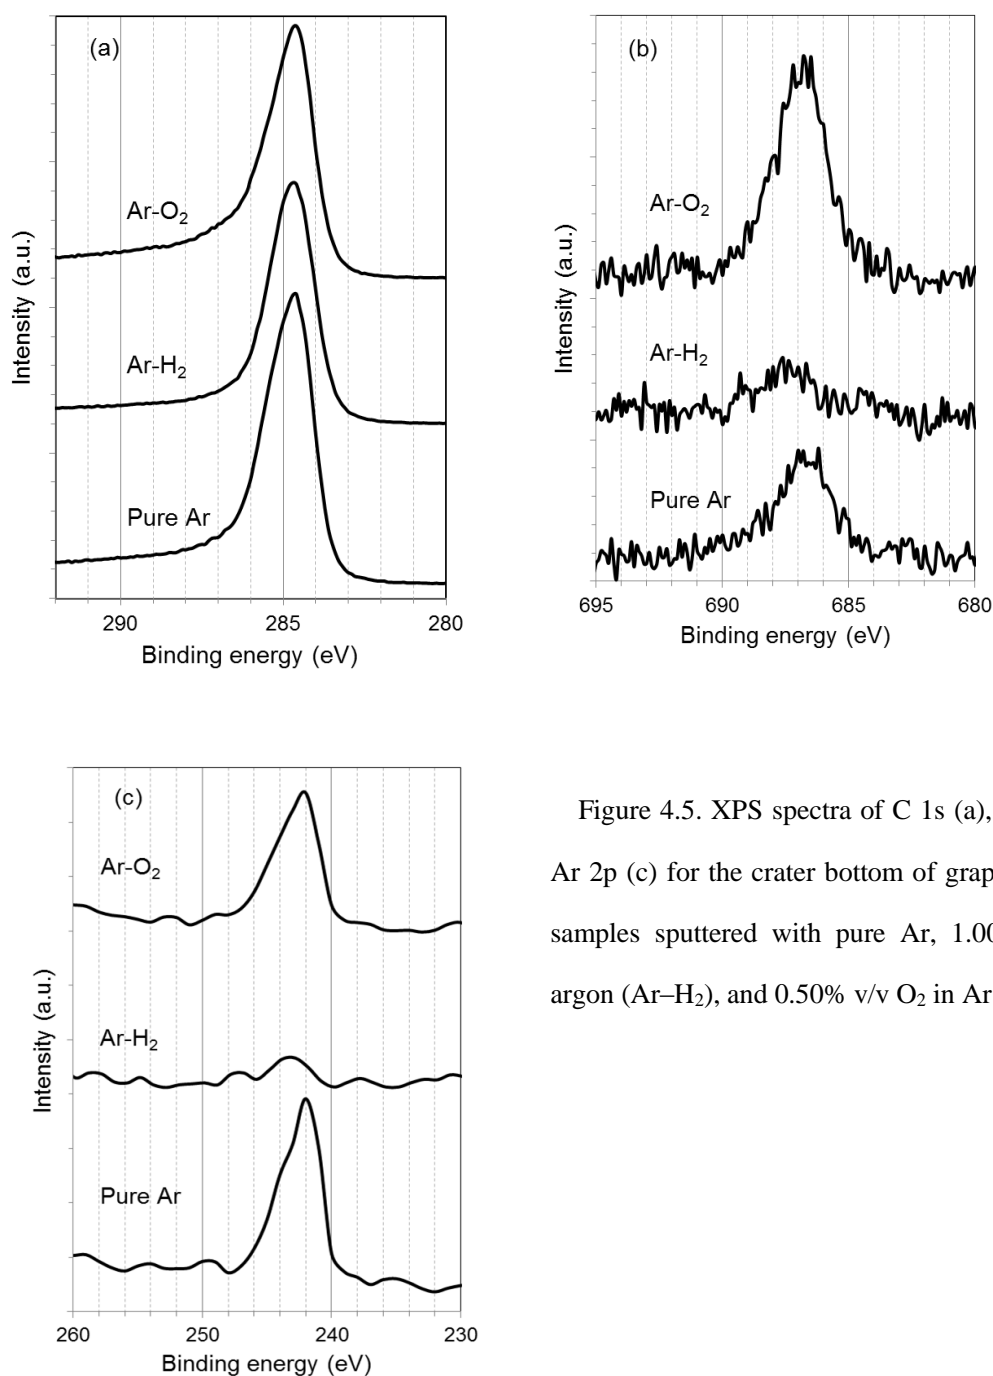 (a)
Ar-O₂
Ar-H₂
Pure Ar
Intensity (a.u.)
290 285 280
Binding energy (eV)
(b)
Ar-O₂
Ar-H₂
Pure Ar
Intensity (a.u.)
695 690 685 680
Binding energy (eV)
(c)
Ar-O₂
Ar-H₂
Pure Ar
Intensity (a.u.)
260 250 240 230
Binding energy (eV)
Figure 4.5. XPS spectra of C 1s (a),
Ar 2p (c) for the crater bottom of grap
samples sputtered with pure Ar, 1.00
argon (Ar–H₂), and 0.50% v/v O₂ in Ar